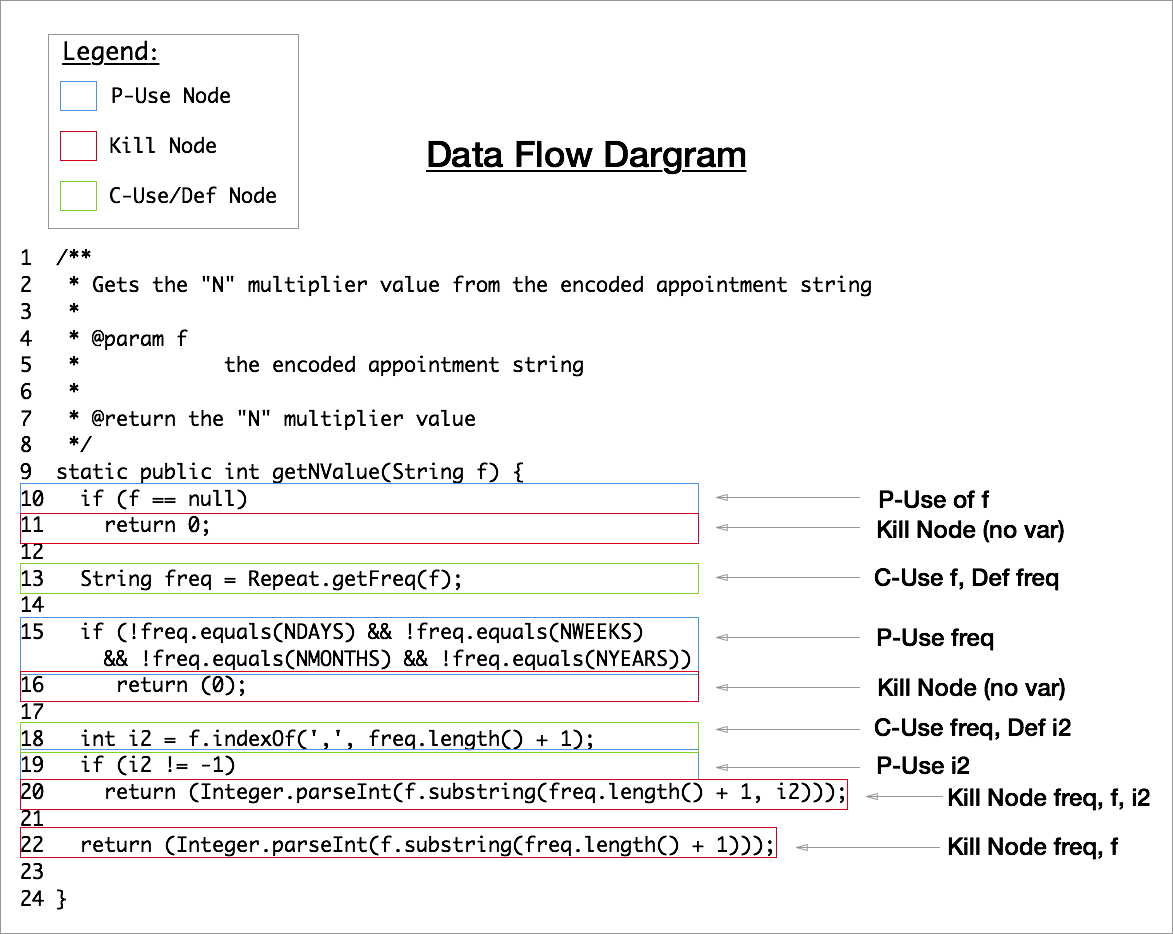 Legend:
P-Use Node
Kill Node
C-Use/Def Node
Data Flow Dargram
1 /**
2 * Gets the "N" multiplier value from the encoded appointment string
3 *
4 * @param f
5 * the encoded appointment string
6 *
7 * @return the "N" multiplier value
8 */
9 static public int getNValue(String f) {
10 if (f == null) P-Use of f
11 return 0; Kill Node (no var)
12
13 String freq = Repeat.getFreq(f); C-Use f, Def freq
14
15 if (!freq.equals(NDAYS) && !freq.equals(NWEEKS) P-Use freq
&& !freq.equals(NMONTHS) && !freq.equals(NYEARS))
16 return (0); Kill Node (no var)
17
18 int i2 = f.indexOf(',', freq.length() + 1); C-Use freq, Def i2
19 if (i2 != -1) P-Use i2
20 return (Integer.parseInt(f.substring(freq.length() + 1, i2))); Kill Node freq, f, i2
21
22 return (Integer.parseInt(f.substring(freq.length() + 1))); Kill Node freq, f
23
24 }